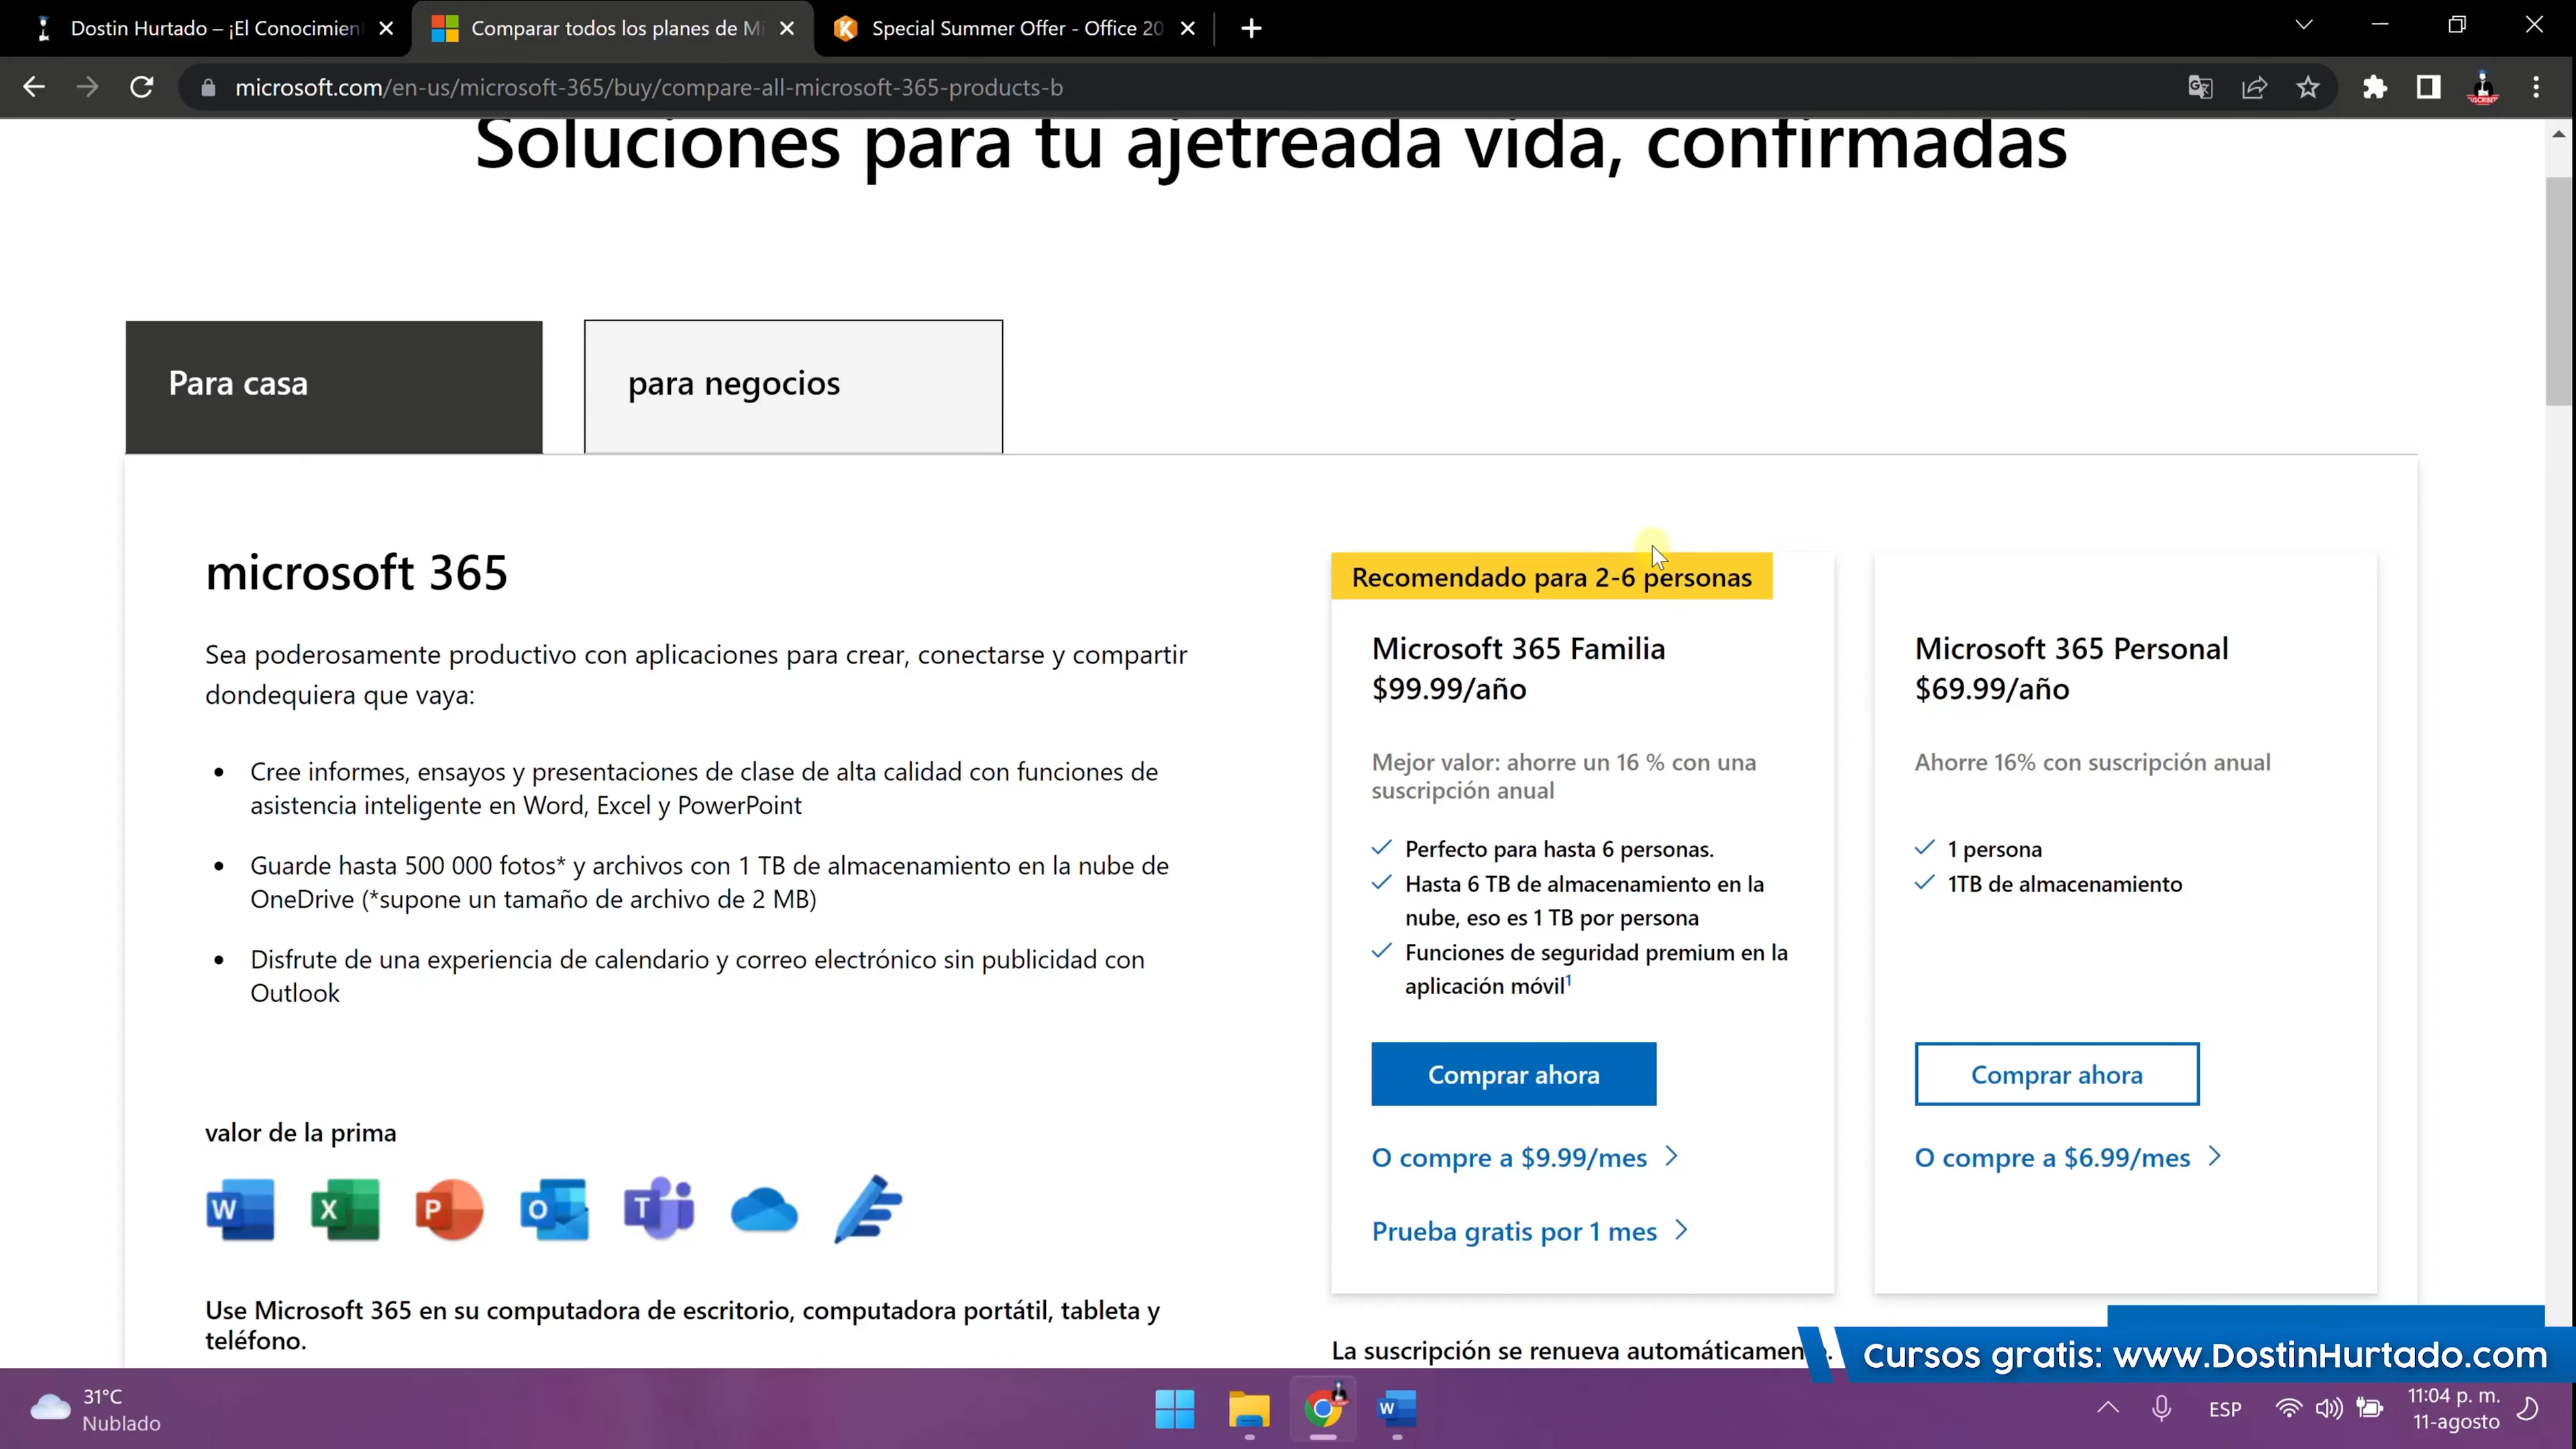 Dostin Hurtado – ¡El Conocimient
Comparar todos los planes de Mi
Special Summer Offer - Office 20
microsoft.com/en-us/microsoft-365/buy/compare-all-microsoft-365-products-b
Soluciones para tu ajetreada vida, confirmadas
Para casa
para negocios
microsoft 365
Sea poderosamente productivo con aplicaciones para crear, conectarse y compartir
dondequiera que vaya:
• Cree informes, ensayos y presentaciones de clase de alta calidad con funciones de
asistencia inteligente en Word, Excel y PowerPoint
• Guarde hasta 500 000 fotos* y archivos con 1 TB de almacenamiento en la nube de
OneDrive (*supone un tamaño de archivo de 2 MB)
• Disfrute de una experiencia de calendario y correo electrónico sin publicidad con
Outlook
valor de la prima
Use Microsoft 365 en su computadora de escritorio, computadora portátil, tableta y
teléfono.
Recomendado para 2-6 personas
Microsoft 365 Familia
$99.99/año
Mejor valor: ahorre un 16 % con una
suscripción anual
Perfecto para hasta 6 personas.
Hasta 6 TB de almacenamiento en la
nube, eso es 1 TB por persona
Funciones de seguridad premium en la
aplicación móvil1
Comprar ahora
O compre a $9.99/mes
Prueba gratis por 1 mes
Microsoft 365 Personal
$69.99/año
Ahorre 16% con suscripción anual
1 persona
1TB de almacenamiento
Comprar ahora
O compre a $6.99/mes
La suscripción se renueva automáticamente.
Cursos gratis: www.DostinHurtado.com
31°C
Nublado
ESP
11:04 p. m.
11-agosto